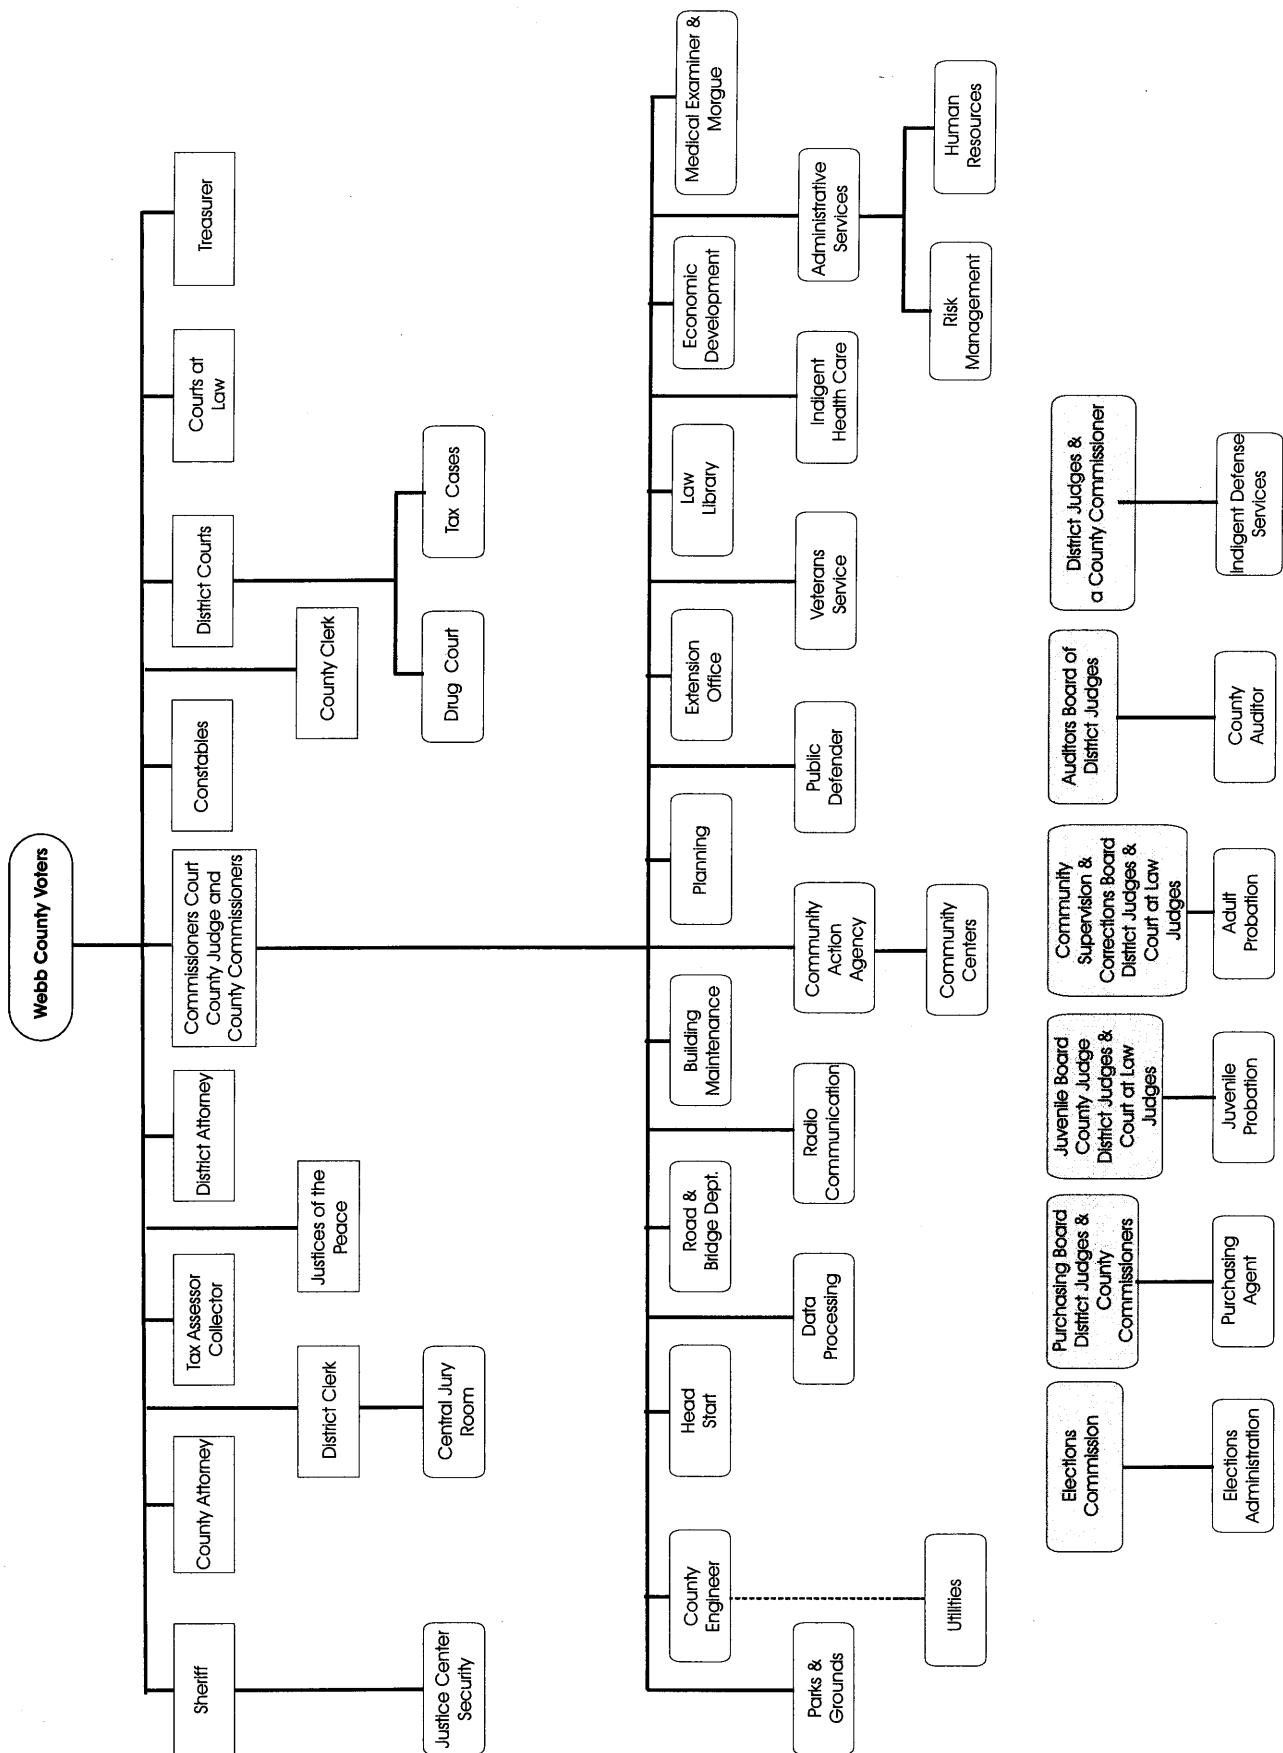 Webb County Voters
Sheriff
County Attorney
Tax Assessor
Collector
District Attorney
Commissioners Court
County Judge and
County Commissioners
Constables
District Courts
Courts at
Law
Treasurer
District Clerk
Justices of the
Peace
County Clerk
Justice Center
Security
Central Jury
Room
Drug Court
Tax Cases
County
Engineer
Head
Start
Road &
Bridge Dept.
Building
Maintenance
Planning
Extension
Office
Law
Library
Economic
Development
Medical Examiner &
Morgue
Parks &
Grounds
Data
Processing
Radio
Communication
Community
Action
Agency
Public
Defender
Veterans
Service
Indigent
Health Care
Administrative
Services
Utilities
Community
Centers
Risk
Management
Human
Resources
Elections
Commission
Purchasing Board
District Judges &
County
Commissioners
Juvenile Board
County Judge
District Judges &
Court at Law
Judges
Community
Supervision &
Corrections Board
District Judges &
Court at Law
Judges
Auditors Board of
District Judges
District Judges &
a County Commissioner
Elections
Administration
Purchasing
Agent
Juvenile
Probation
Adult
Probation
County
Auditor
Indigent Defense
Services